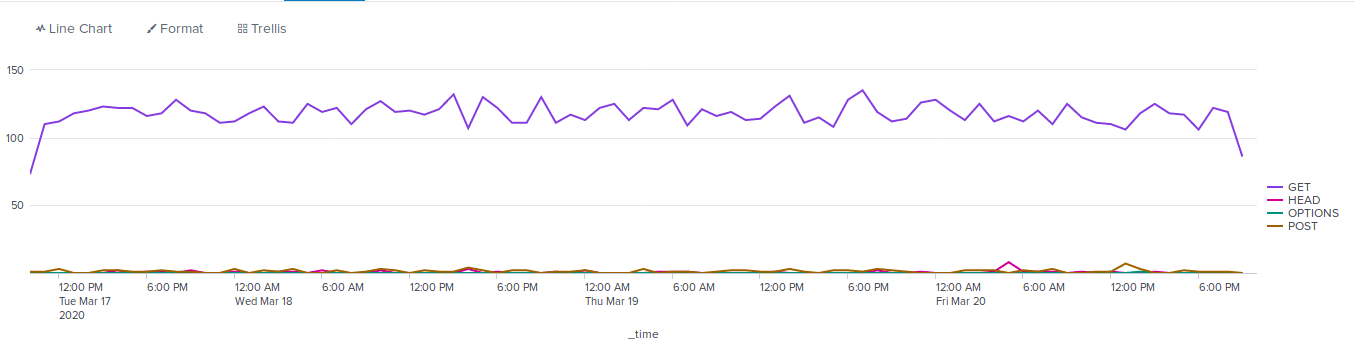 Line Chart Format Trellis
150
100
50
GET
HEAD
OPTIONS
POST
12:00 PM 6:00 PM 12:00 AM 6:00 AM 12:00 PM 6:00 PM 12:00 AM 6:00 AM 12:00 PM 6:00 PM 12:00 AM 6:00 AM 12:00 PM 6:00 PM
Tue Mar 17 Wed Mar 18 Thu Mar 19 Fri Mar 20
2020
_time